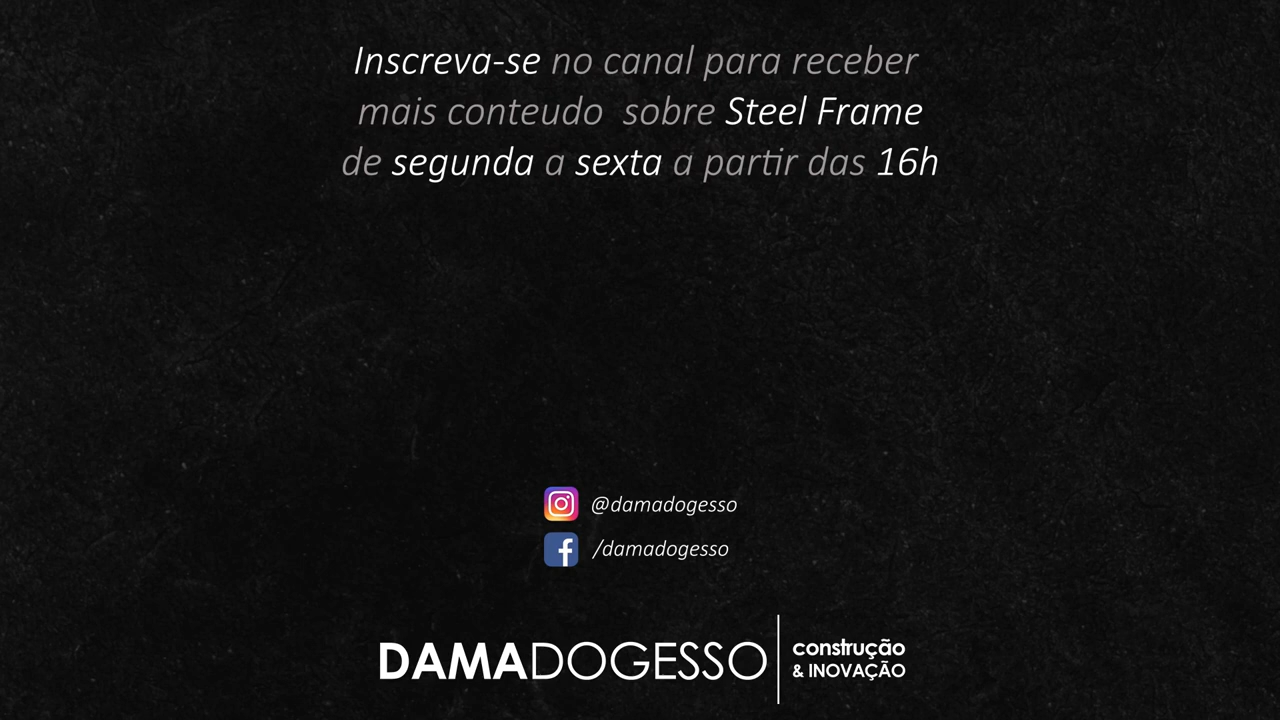 Inscreva-se no canal para receber
mais conteudo sobre Steel Frame
de segunda a sexta a partir das 16h
@damadogesso
/damadogesso
DAMADOGESSO
construção
& INOVAÇÃO